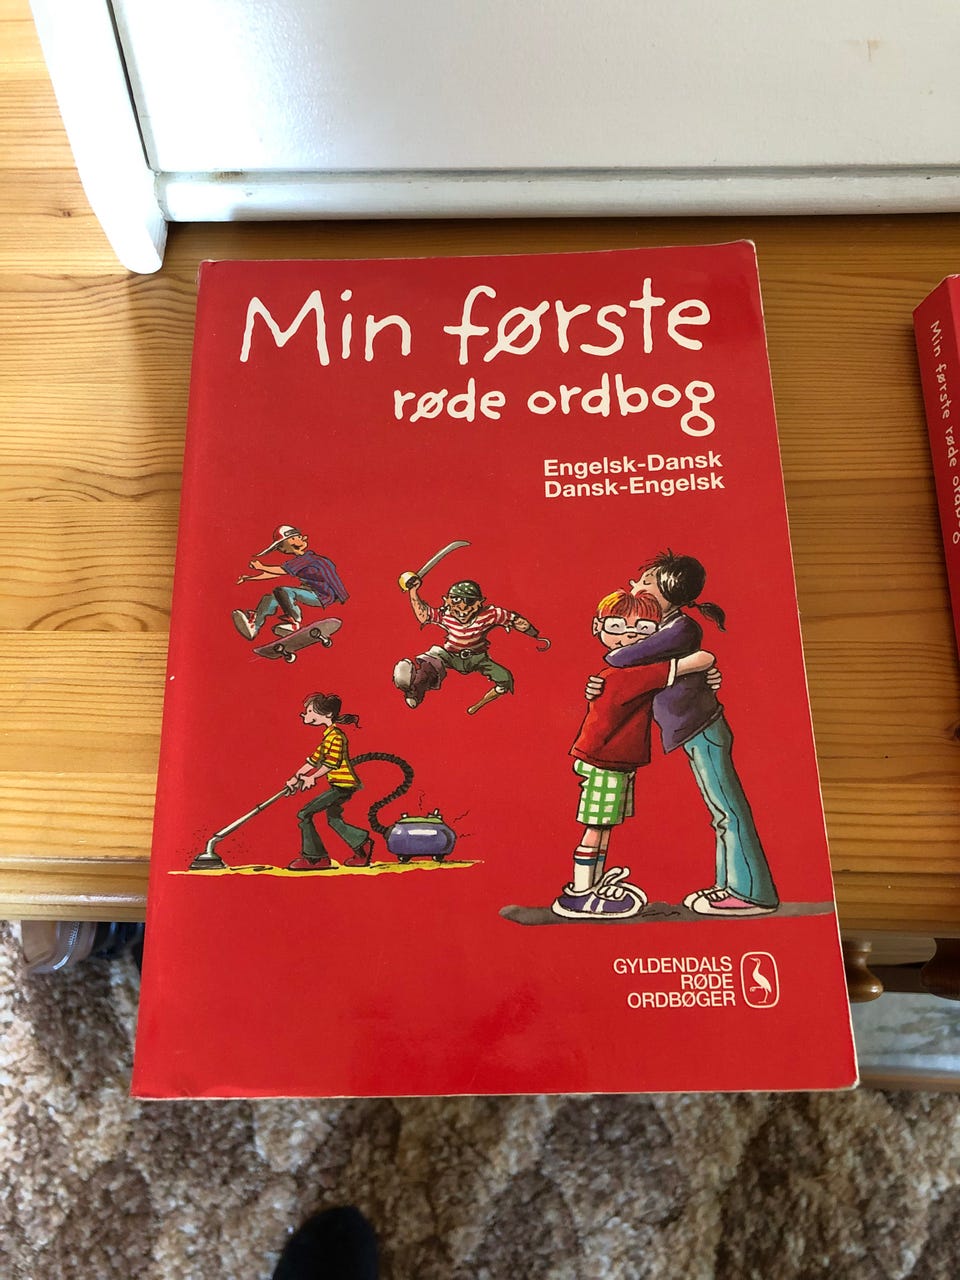 Min første
røde ordbog
Engelsk-Dansk
Dansk-Engelsk
GYLDENDALS
RØDE
ORDBØGER
Min første røde ordbog